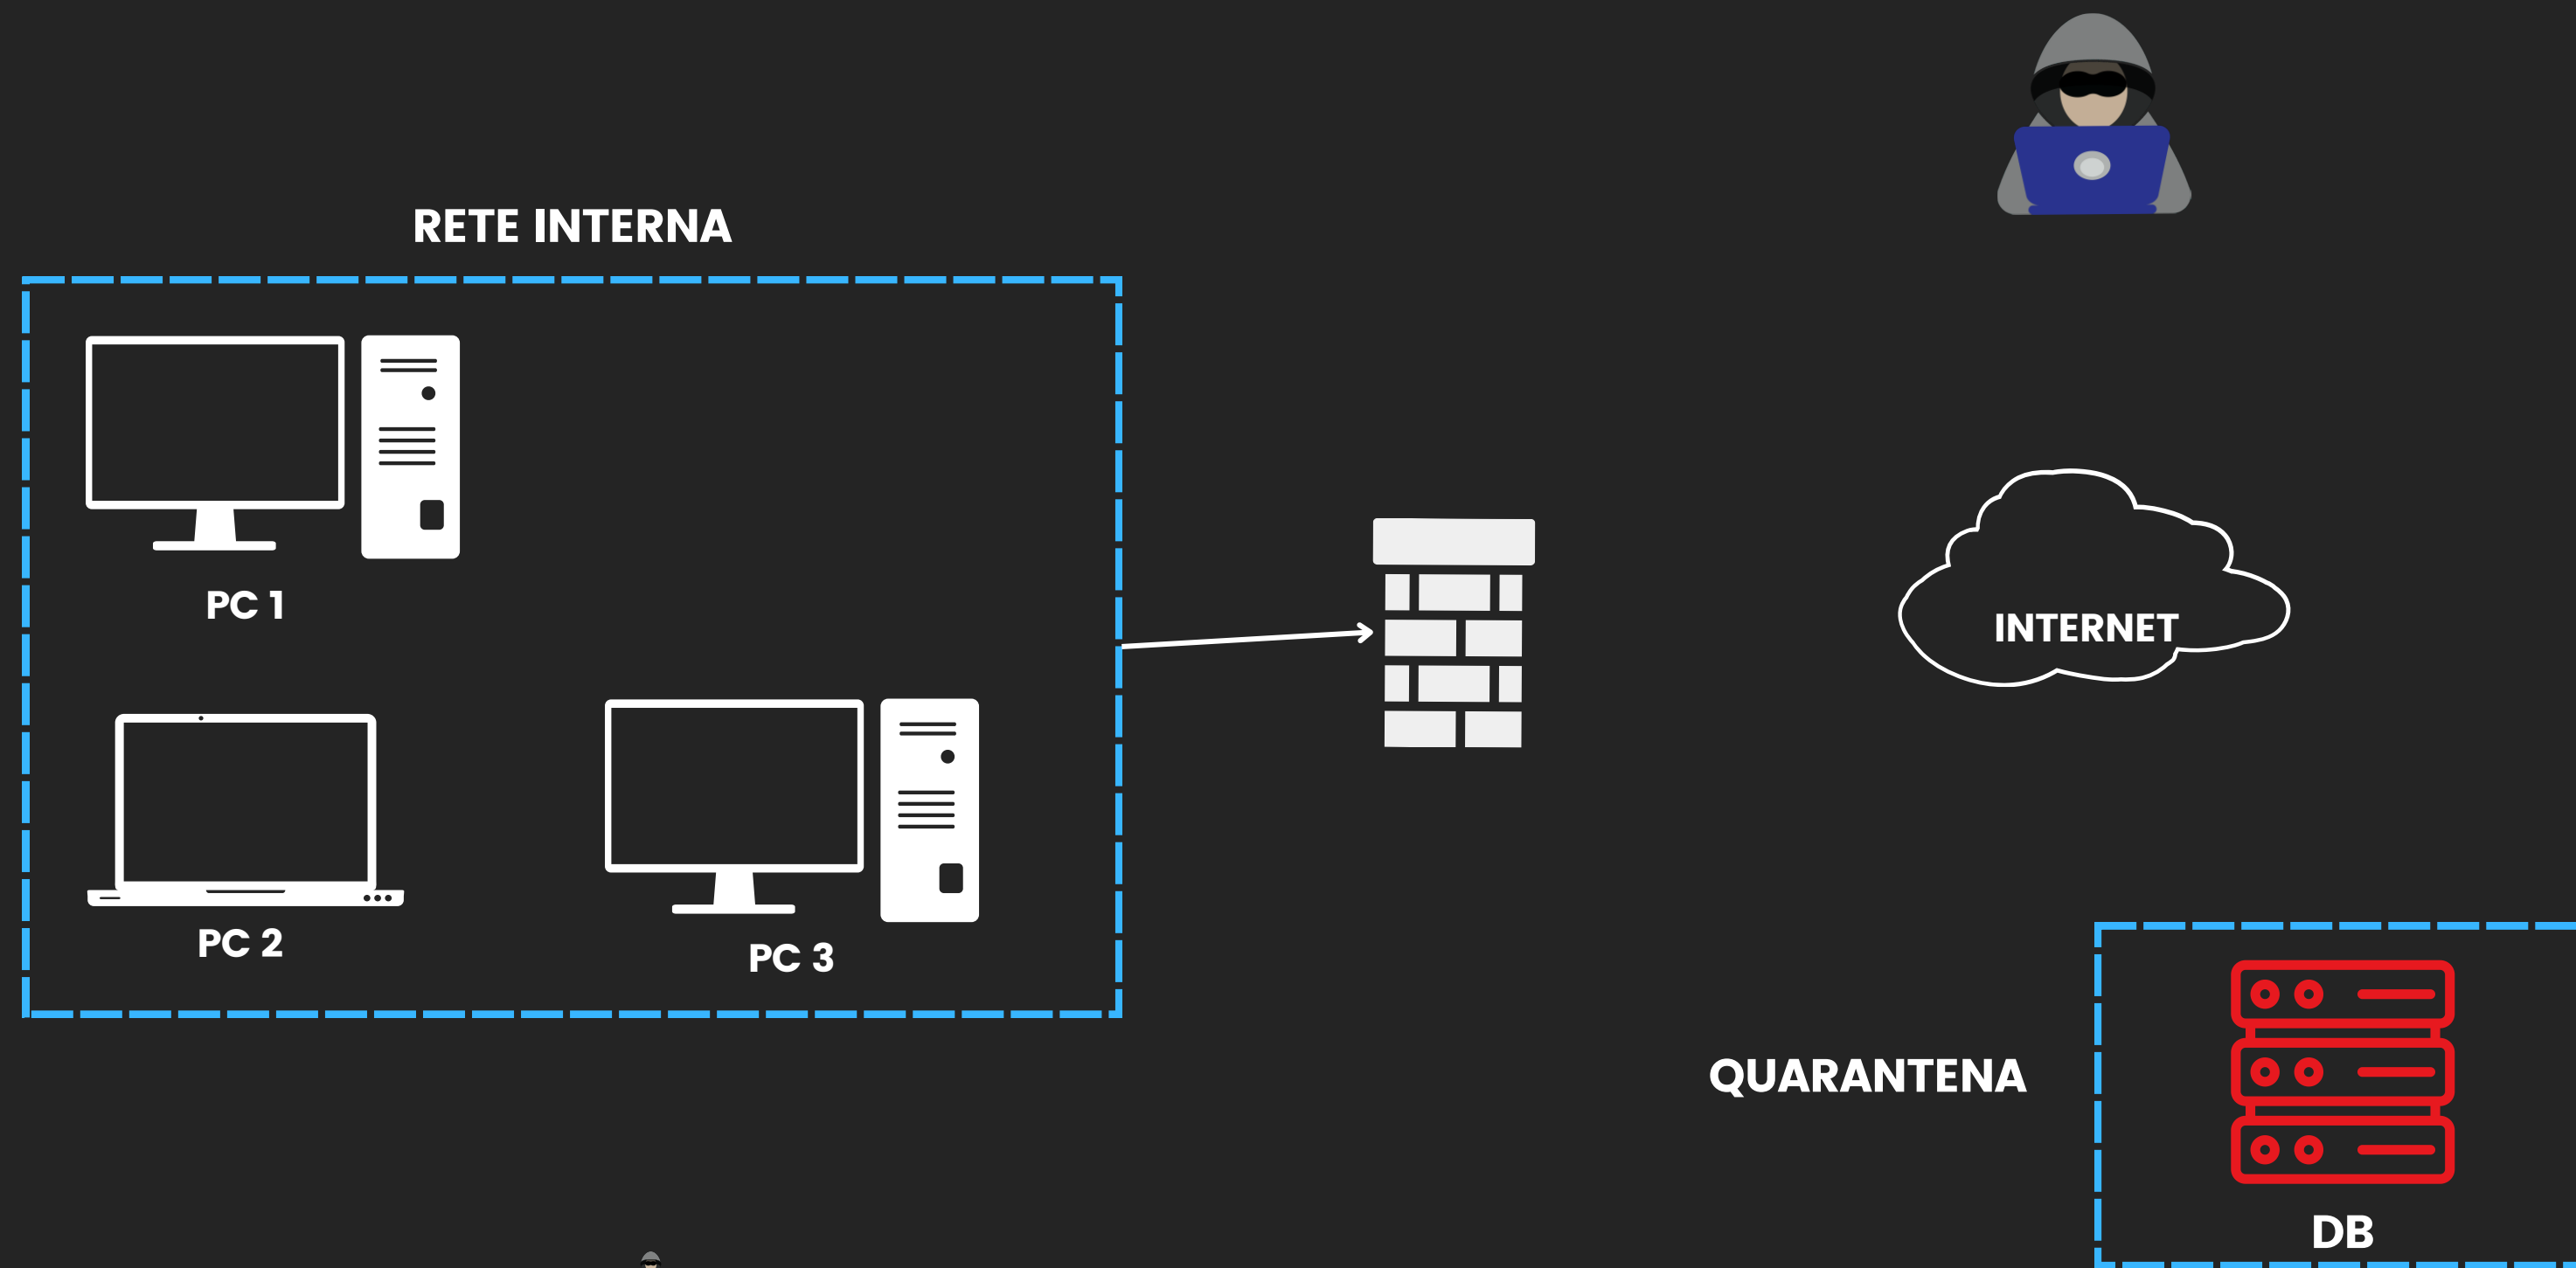 RETE INTERNA
PC 1
INTERNET
PC 2
PC 3
QUARANTENA
DB